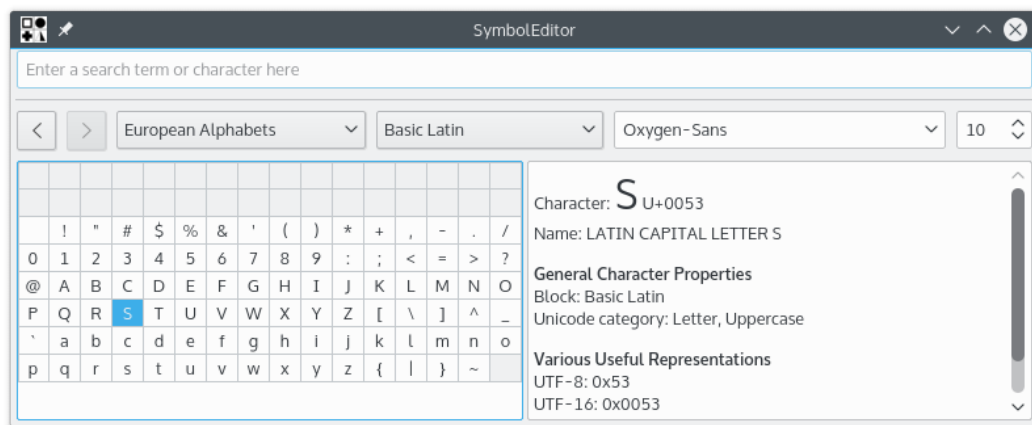 SymbolEditor
Enter a search term or character here
European Alphabets Basic Latin Oxygen-Sans 10
! " # $ % & ' ( ) * + , - . /
0 1 2 3 4 5 6 7 8 9 : ; < = > ?
@ A B C D E F G H I J K L M N O
P Q R S T U V W X Y Z [ \ ] ^ _
` a b c d e f g h i j k l m n o
p q r s t u v w x y z { | } ~
Character: S U+0053
Name: LATIN CAPITAL LETTER S
General Character Properties
Block: Basic Latin
Unicode category: Letter, Uppercase
Various Useful Representations
UTF-8: 0x53
UTF-16: 0x0053